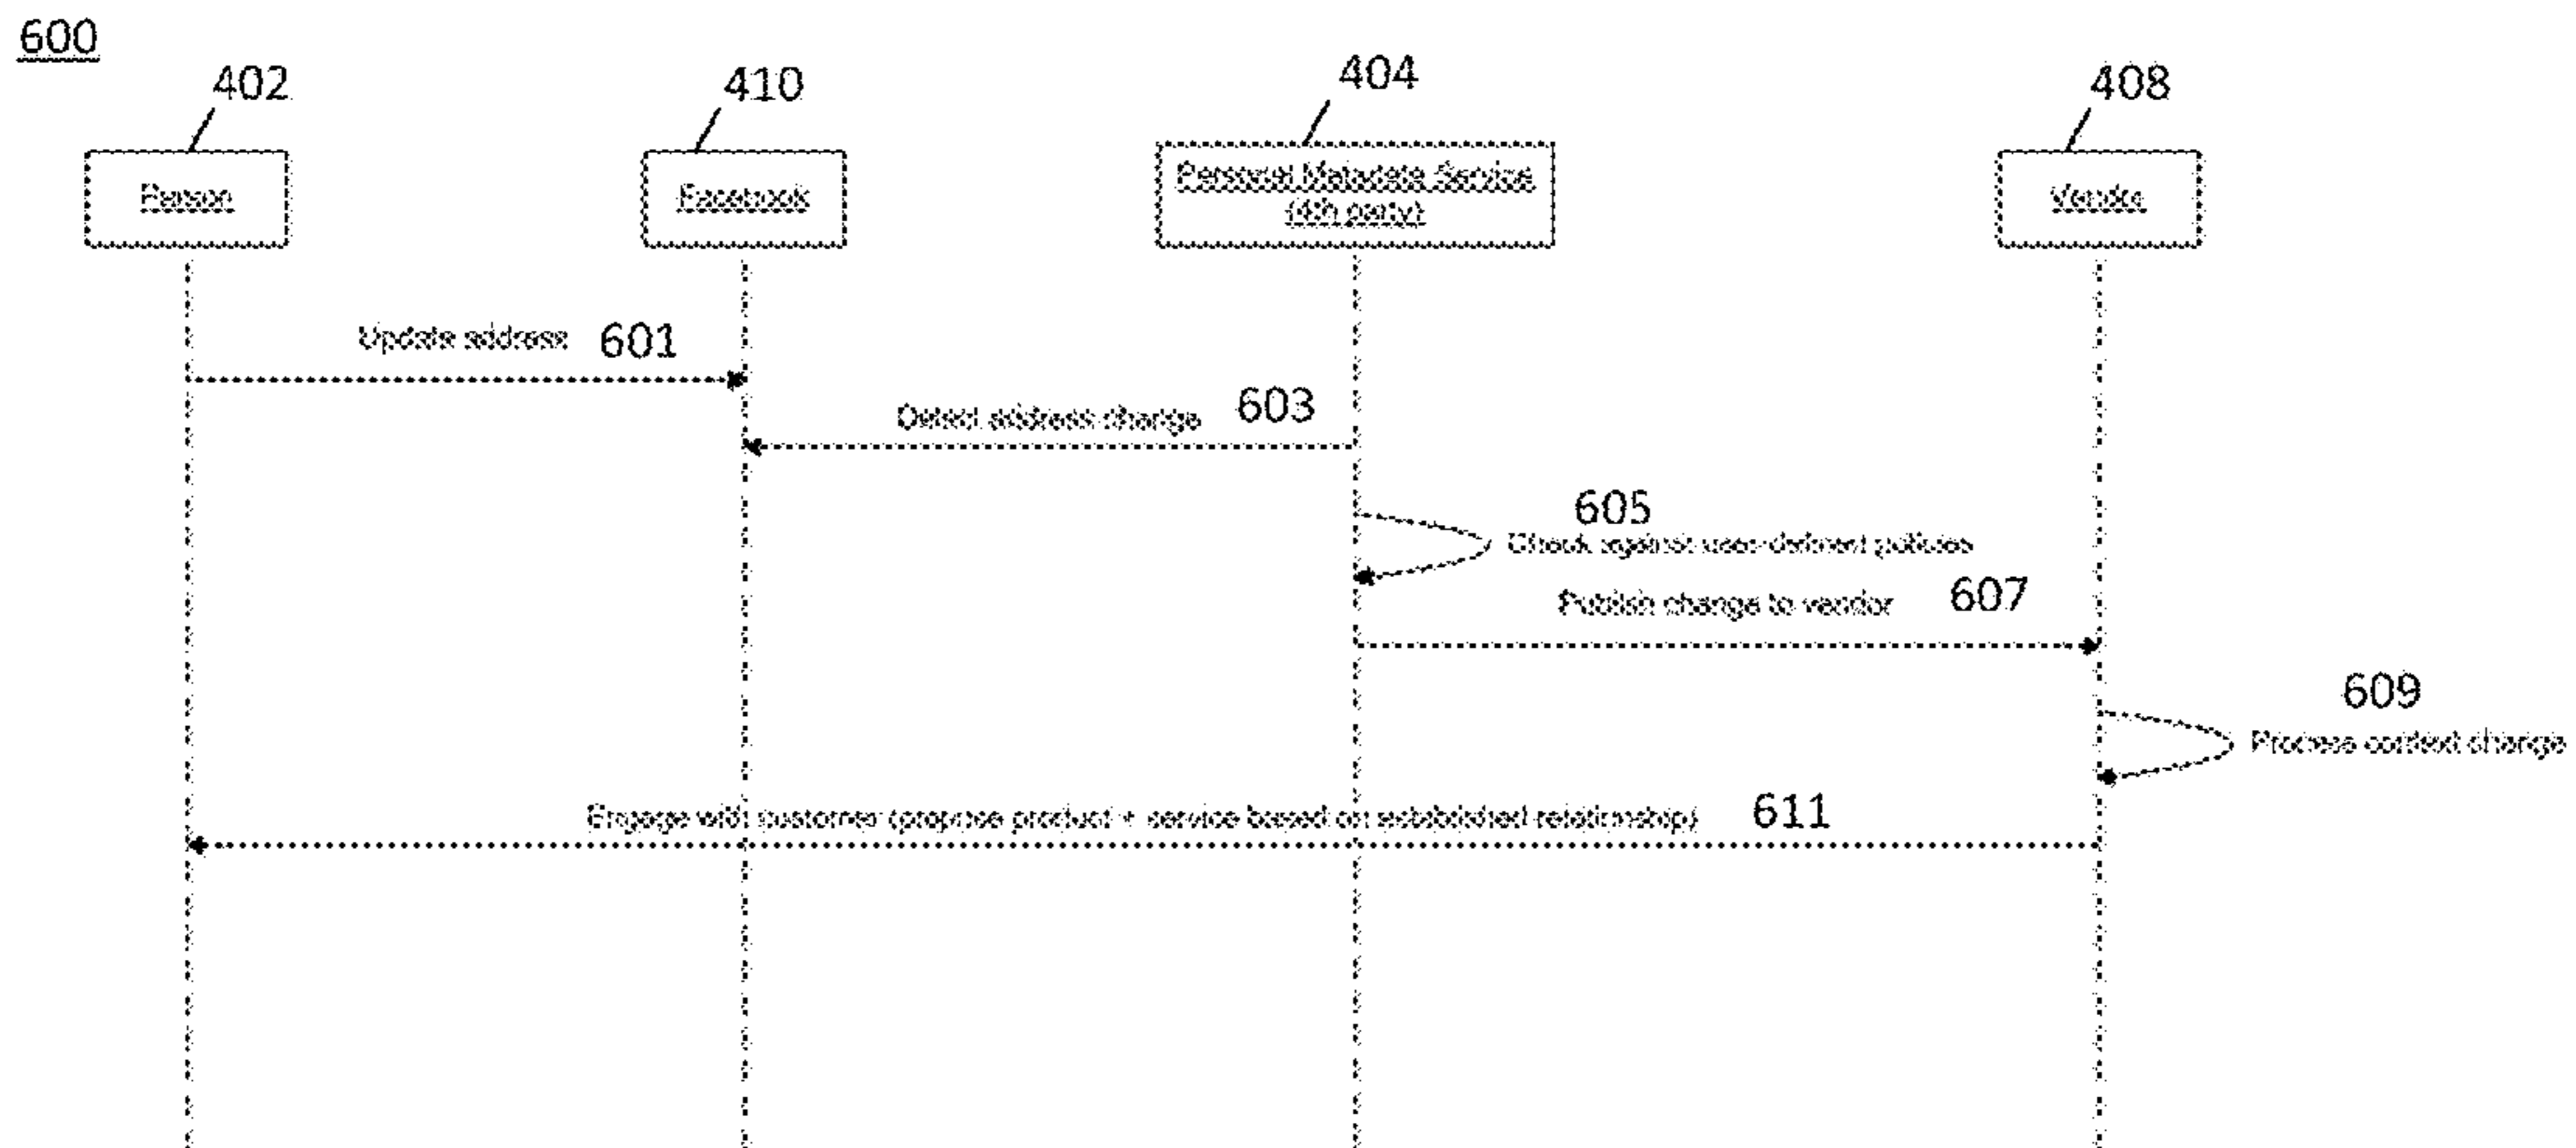 600
402
410
404
408
Person
Facebook
Personal Metadata Service
(4th party)
Vendor
Update address 601
Detect address change 603
605
Check against user-defined policies
Publish change to vendor 607
609
Process context change
Engage with customer (propose product + service based on established relationship) 611